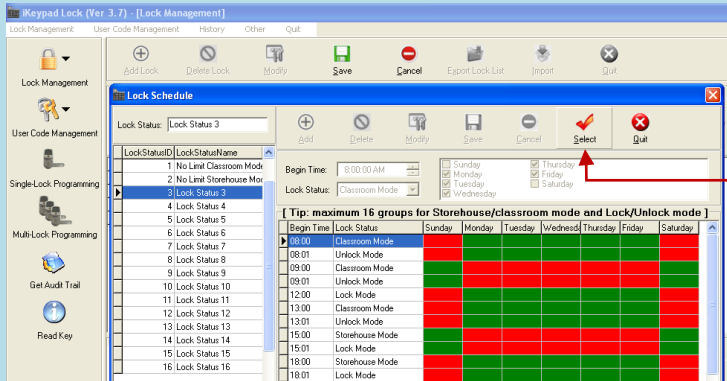 iKeypad Lock (Ver 3.7) - [Lock Management]
Lock Management User Code Management History Other Quit
Add Lock Delete Lock Modify Save Cancel Export Lock List Import Quit
Lock Management
User Code Management
Single-Lock Programming
Multi-Lock Programming
Get Audit Trail
Read Key
Lock Schedule
Lock Status: Lock Status 3
Add Delete Modify Save Cancel Select Quit
LockStatusID LockStatusName
1 No Limit Classroom Mode
2 No Limit Storehouse Moc
3 Lock Status 3
4 Lock Status 4
5 Lock Status 5
6 Lock Status 6
7 Lock Status 7
8 Lock Status 8
9 Lock Status 9
10 Lock Status 10
11 Lock Status 11
12 Lock Status 12
13 Lock Status 13
14 Lock Status 14
15 Lock Status 15
16 Lock Status 16
Begin Time: 8:00:00 AM
Lock Status: Classroom Mode
Sunday Thursday
Monday Friday
Tuesday Saturday
Wednesday
[ Tip: maximum 16 groups for Storehouse/classroom mode and Lock/Unlock mode ]
Begin Time Lock Status Sunday Monday Tuesday Wednesd Thursday Friday Saturday
08:00 Classroom Mode
08:01 Unlock Mode
09:00 Classroom Mode
09:01 Unlock Mode
12:00 Lock Mode
13:00 Classroom Mode
13:01 Unlock Mode
15:00 Storehouse Mode
15:01 Lock Mode
18:00 Storehouse Mode
18:01 Lock Mode